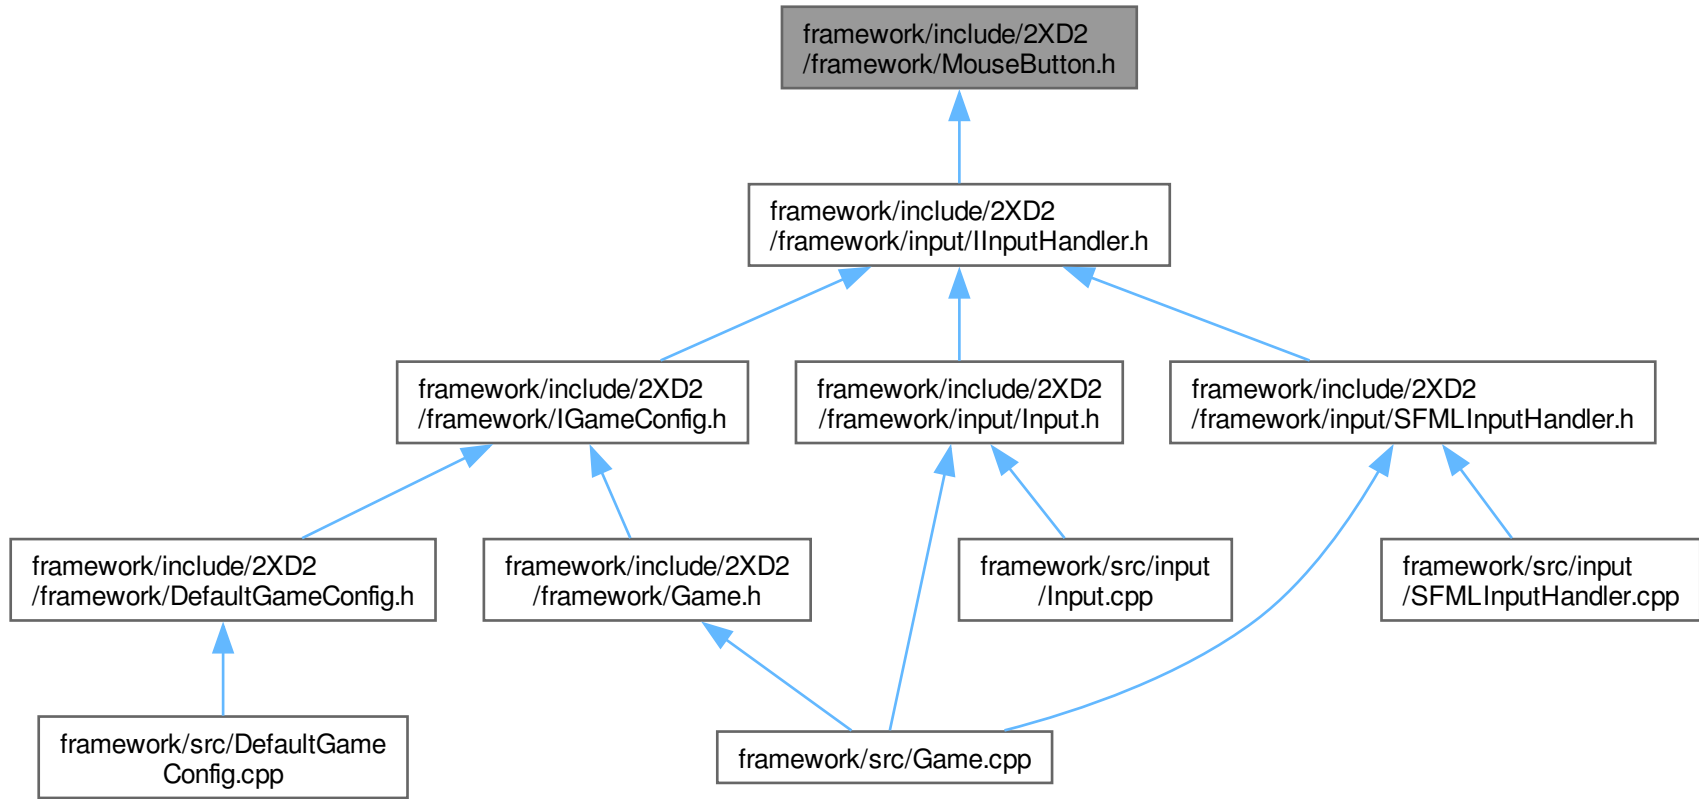 framework/include/2XD2
/framework/MouseButton.h
framework/include/2XD2
/framework/input/IInputHandler.h
framework/include/2XD2
/framework/IGameConfig.h
framework/include/2XD2
/framework/input/Input.h
framework/include/2XD2
/framework/input/SFMLInputHandler.h
framework/include/2XD2
/framework/DefaultGameConfig.h
framework/include/2XD2
/framework/Game.h
framework/src/input
/Input.cpp
framework/src/input
/SFMLInputHandler.cpp
framework/src/DefaultGame
Config.cpp
framework/src/Game.cpp